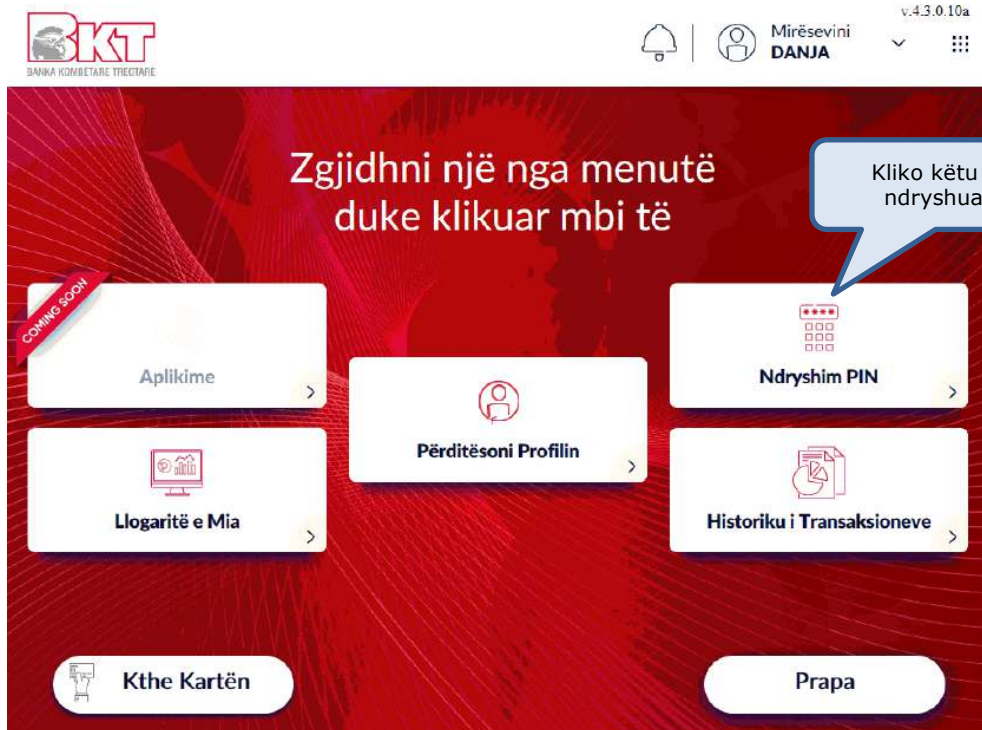 BKT
BANKA KOMBETARE TREGTARE
v.4.3.0.10a
Mirësevini
DANJA
Zgjidhni një nga menutë
duke klikuar mbi të
Kliko këtu
ndryshua
COMING SOON
Aplikime
Ndryshim PIN
Përditësoni Profilin
Llogaritë e Mia
Historiku i Transaksioneve
Kthe Kartën
Prapa